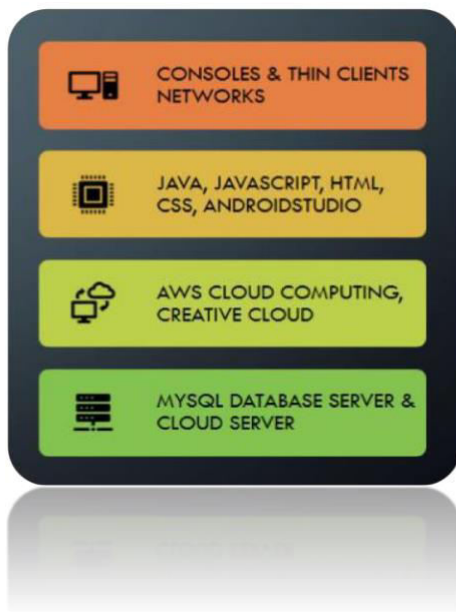 CONSOLES & THIN CLIENTS
NETWORKS
JAVA, JAVASCRIPT, HTML,
CSS, ANDROIDSTUDIO
AWS CLOUD COMPUTING,
CREATIVE CLOUD
MYSQL DATABASE SERVER &
CLOUD SERVER